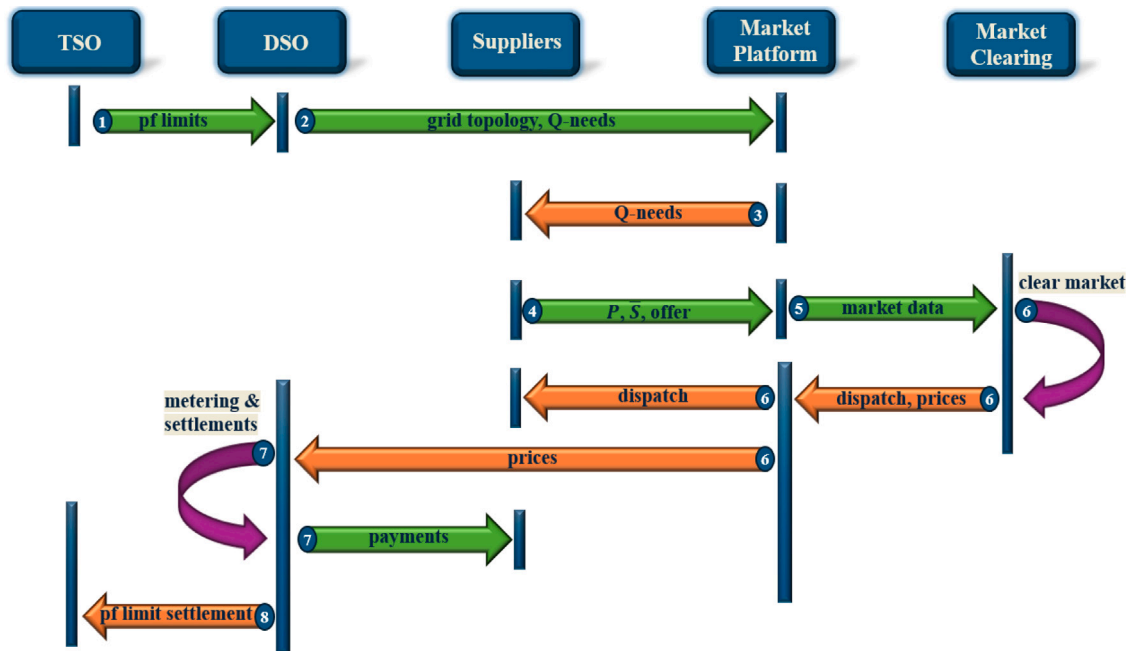 TSO
DSO
Suppliers
Market
Platform
Market
Clearing
1 pf limits
2 grid topology, Q-needs
Q-needs 3
4 P, S̅, offer
5 market data
clear market
6
dispatch 6
dispatch, prices 6
metering &
settlements
7
prices 6
7 payments
pf limit settlement 8